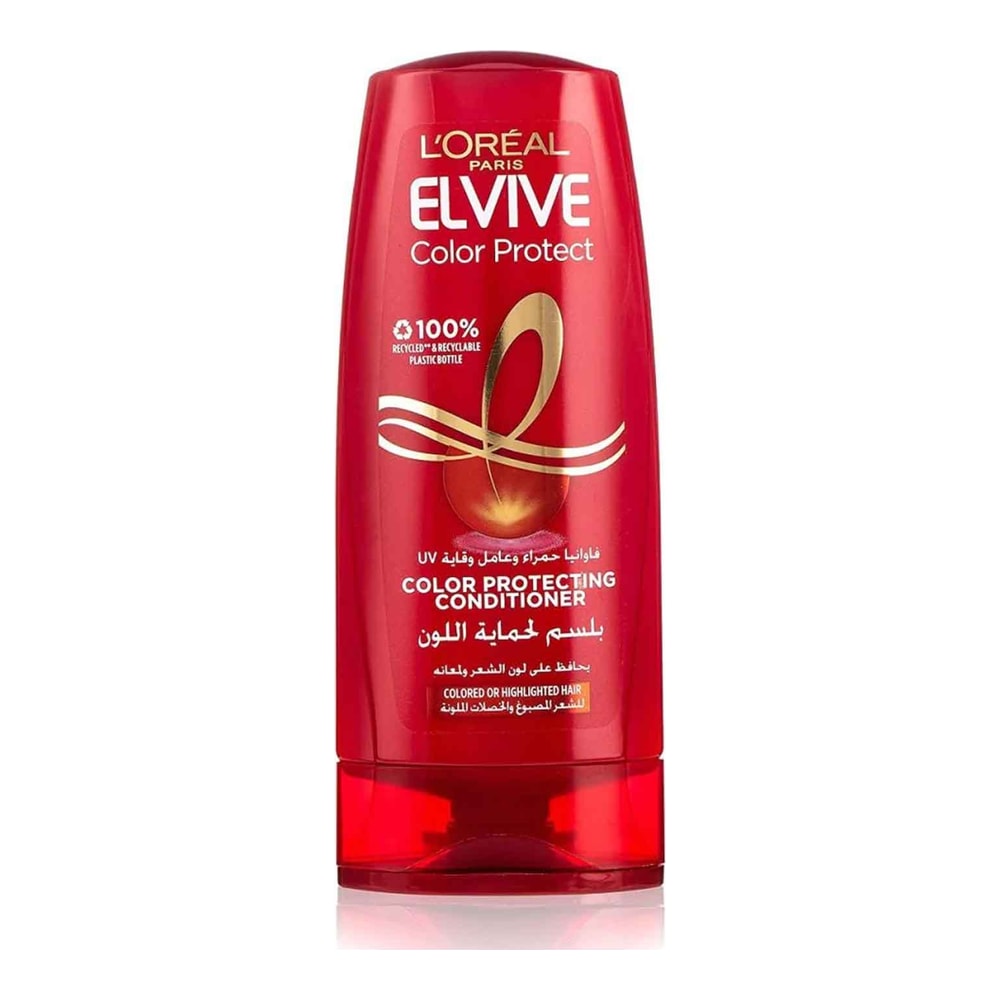 L'ORÉAL
PARIS
ELVIVE
Color Protect
100%
RECYCLED** & RECYCLABLE
PLASTIC BOTTLE
فاوانيا حمراء وعامل وقاية UV
COLOR PROTECTING
CONDITIONER
بلسم لحماية اللون
يحافظ على لون الشعر ولمعانه
COLORED OR HIGHLIGHTED HAIR
للشعر المصبوغ والخصلات الملونة